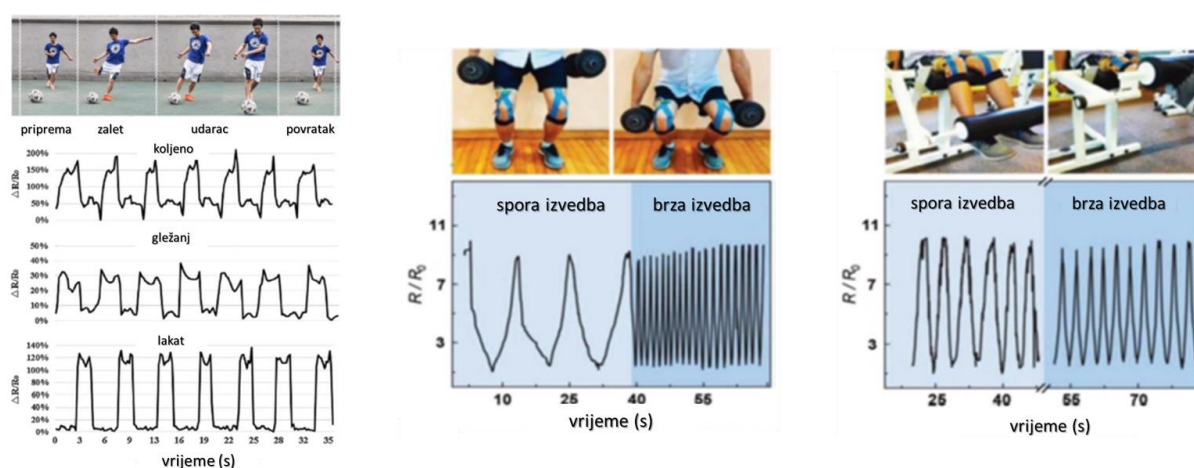 priprema zalet udarac povratak
koljeno
200%
150%
100%
50%
0%
ΔR/R₀
gležanj
50%
40%
30%
20%
10%
0%
ΔR/R₀
lakat
140%
120%
100%
80%
60%
40%
20%
0%
ΔR/R₀
0 3 6 9 13 16 19 22 25 28 32 35
vrijeme (s)
spora izvedba brza izvedba
11
7
3
R / R₀
10 25 40 55
vrijeme (s)
spora izvedba brza izvedba
11
7
3
R / R₀
25 40 55 70
vrijeme (s)